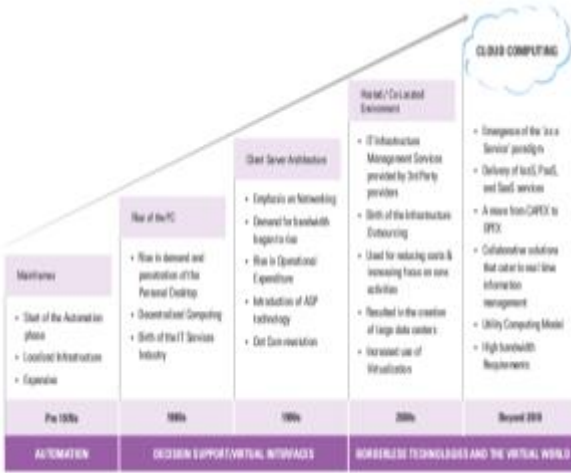 CLOUD COMPUTING
Hosted / Co-Located
Environment
Client Server Architecture
Rise of the PC
Mainframes
• Start of the Automation
phase
• Localized Infrastructure
• Expensive
• Rise in demand and
penetration of the
Personal Desktop
• Decentralised Computing
• Birth of the IT Services
Industry
• Emphasis on Networking
• Demand for bandwidth
began to rise
• Rise in Operational
Expenditure
• Introduction of ASP
technology
• Dot Com revolution
• IT Infrastructure
Management Services
provided by 3rd Party
providers
• Birth of the Infrastructure
Outsourcing
• Used for reducing costs &
increasing focus on core
activities
• Resulted in the creation
of large data centers
• Increased use of
Virtualization
• Emergence of the 'as a
Service' paradigm
• Delivery of IaaS, PaaS,
and SaaS services
• A move from CAPEX to
OPEX
• Collaborative solutions
that cater to real time
information
management
• Utility Computing Model
• High bandwidth
Requirements
Pre 1980s
1980s
1990s
2000s
Beyond 2010
AUTOMATION
DECISION SUPPORT/VIRTUAL INTERFACES
BORDERLESS TECHNOLOGIES AND THE VIRTUAL WORLD